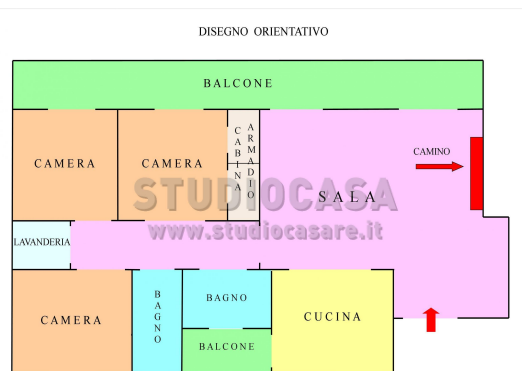 DISEGNO ORIENTATIVO
BALCONE
CAMERA
CAMERA
CABINA
ARMADIO
CAMINO
SALA
STUDIOCASA
www.studiocasare.it
LAVANDERIA
CAMERA
BAGNO
BAGNO
CUCINA
BALCONE